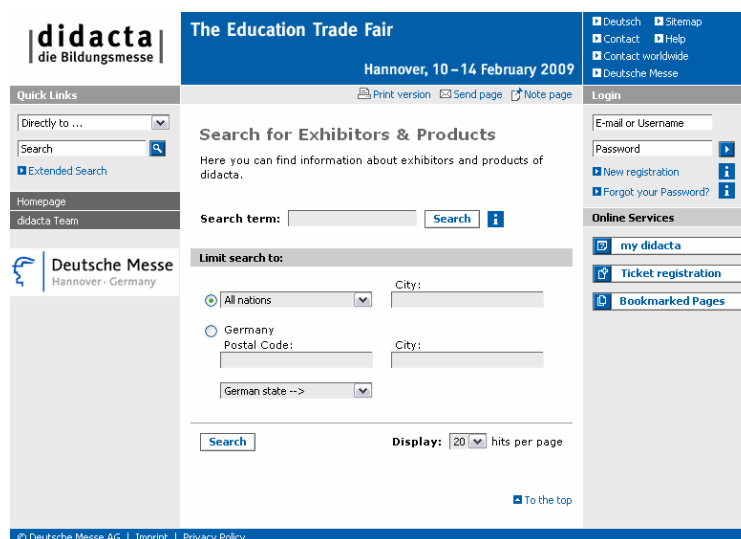 didacta
die Bildungsmesse
The Education Trade Fair
Hannover, 10–14 February 2009
Deutsch Sitemap
Contact Help
Contact worldwide
Deutsche Messe
Quick Links
Directly to ...
Search
Extended Search
Homepage
didacta Team
Deutsche Messe
Hannover · Germany
Print version Send page Note page
Search for Exhibitors & Products
Here you can find information about exhibitors and products of
didacta.
Search term: Search i
Limit search to:
City:
All nations
Germany
Postal Code: City:
German state -->
Search Display: 20 hits per page
To the top
Login
E-mail or Username
Password
New registration i
Forgot your Password? i
Online Services
my didacta
Ticket registration
Bookmarked Pages
© Deutsche Messe AG | Imprint | Privacy Policy